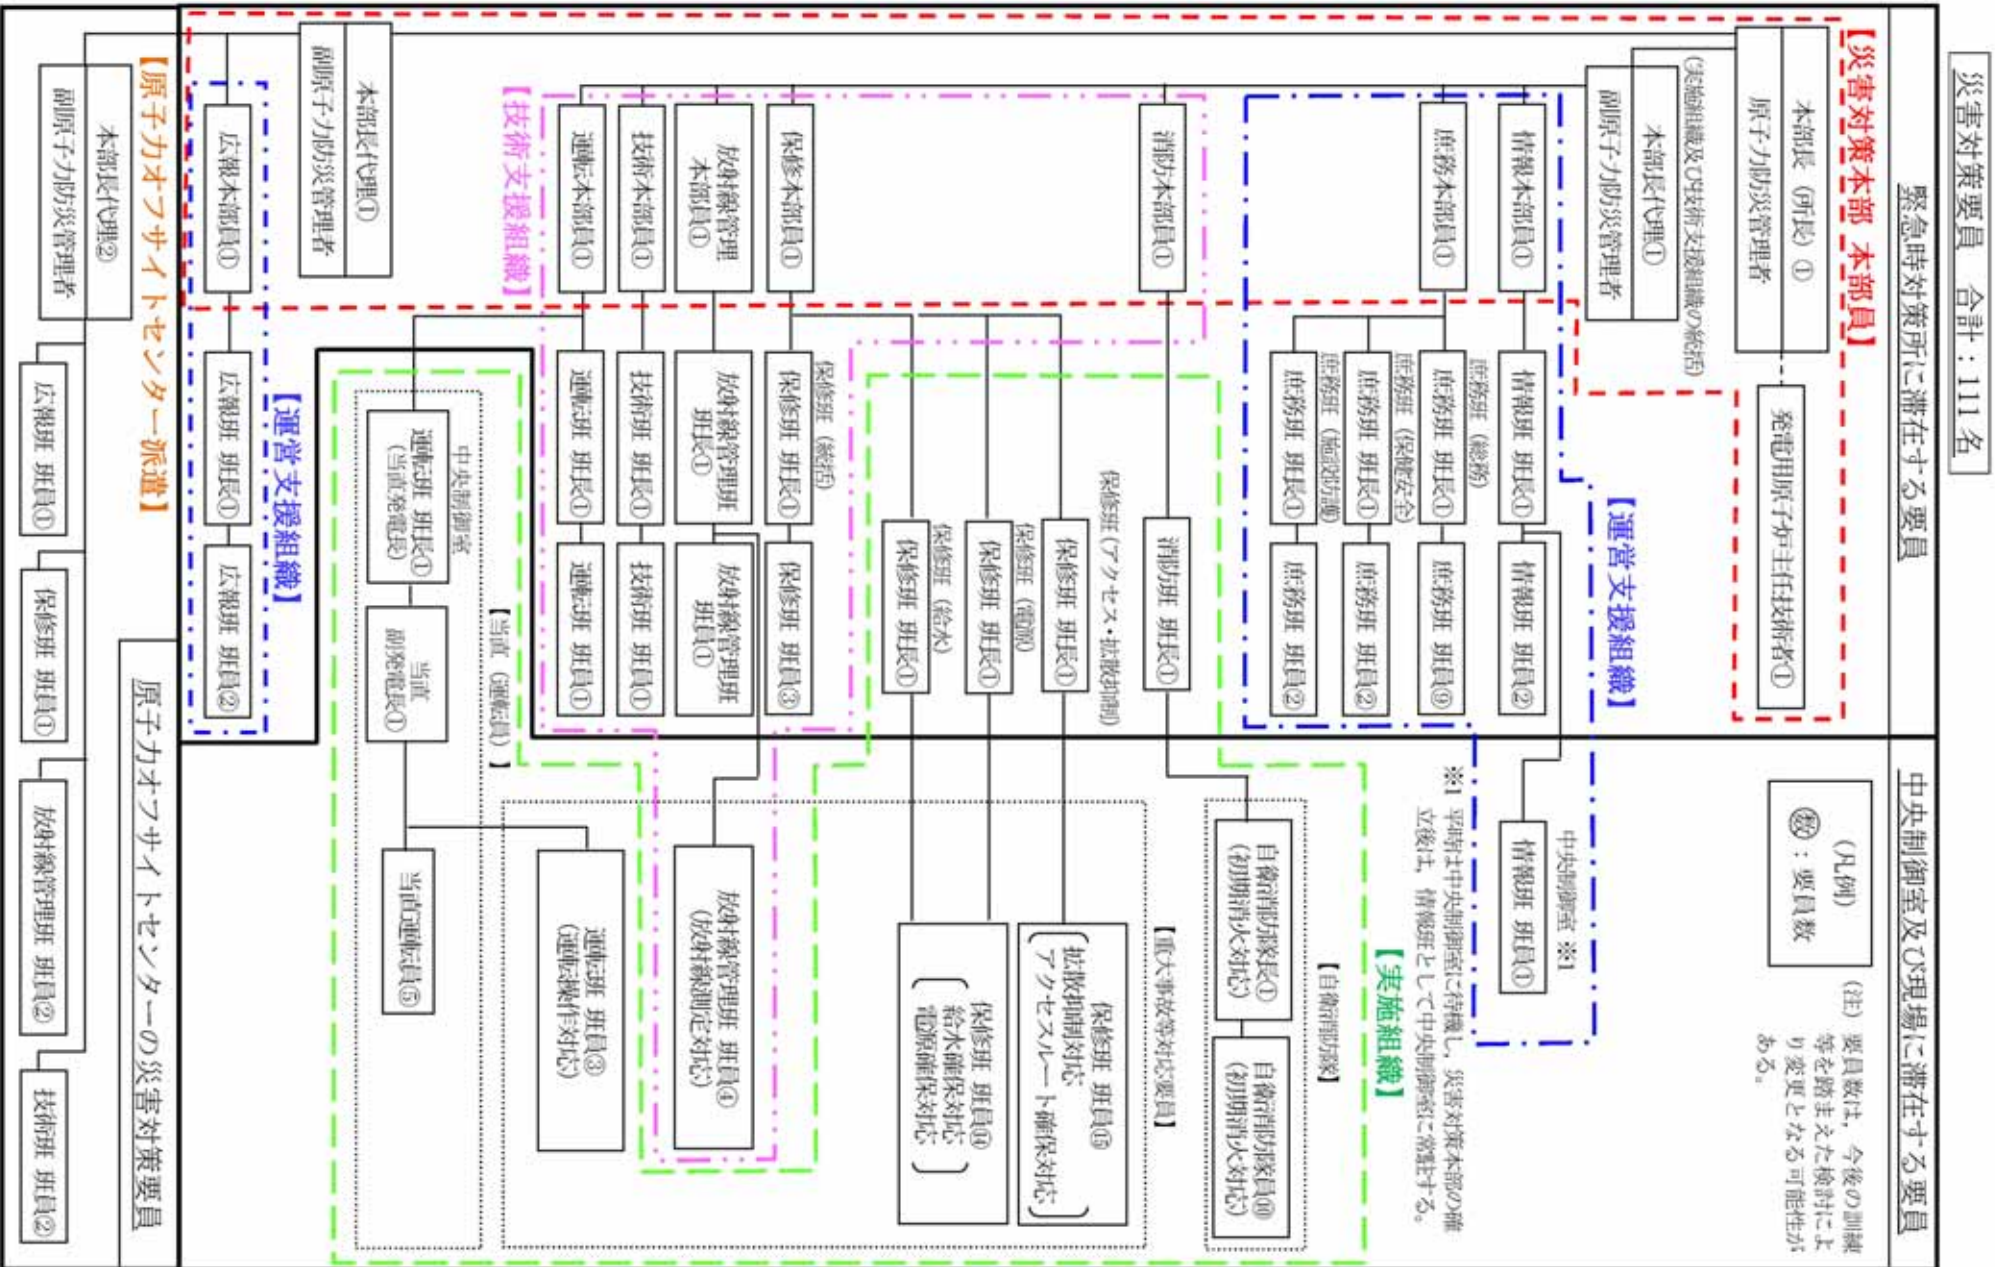 災害対策要員 合計：111 名
緊急時対策所に滞在する要員
中央制御室及び現場に滞在する要員
【災害対策本部 本部員】
本部長（所長）①
原子力防災管理者
発電用原子炉主任技術者①
(実施組織及び技術支援組織の統括)
本部長代理①
副原子力防災管理者
(凡例)
数：要員数
(注) 要員数は，今後の訓練
等を踏まえた検討によ
り変更となる可能性が
ある。
【運営支援組織】
情報本部員①
情報班 班長①
情報班 班員②
中央制御室 ※1
情報班 班員①
※1 平時は中央制御室に待機し，災害対策本部の確
立後は，情報班として中央制御室に常駐する。
庶務本部員①
庶務班（総務）
庶務班 班長①
庶務班 班員⑨
庶務班（保健安全）
庶務班 班長①
庶務班 班員②
庶務班（施設防護）
庶務班 班長①
庶務班 班員②
【実施組織】
【自衛消防隊】
消防本部員①
消防班 班長①
自衛消防隊長①
(初期消火対応)
自衛消防隊員⑩
(初期消火対応)
【重大事故等対応要員】
保修班（アクセス・拡散抑制）
保修班 班長①
保修班 班員⑮
拡散抑制対応
アクセスルート確保対応
保修班（電源）
保修班 班長①
保修班（給水）
保修班 班長①
保修班 班員⑭
給水確保対応
電源確保対応
保修本部員①
保修班（統括）
保修班 班長①
保修班 班員③
放射線管理
本部員①
放射線管理班
班長①
放射線管理班
班員①
放射線管理班 班員④
(放射線測定対応)
技術本部員①
技術班 班長①
技術班 班員①
運転本部員①
運転班 班長①
運転班 班員①
運転班 班員③
(運転操作対応)
【技術支援組織】
【当直（運転員）】
中央制御室
運転班 班長①
(当直発電長)
当直
副発電長①
当直運転員⑤
本部長代理①
副原子力防災管理者
【運営支援組織】
広報本部員①
広報班 班長①
広報班 班員②
【原子力オフサイトセンター派遣】
原子力オフサイトセンターの災害対策要員
本部長代理②
副原子力防災管理者
広報班 班員①
保修班 班員①
放射線管理班 班員②
技術班 班員②